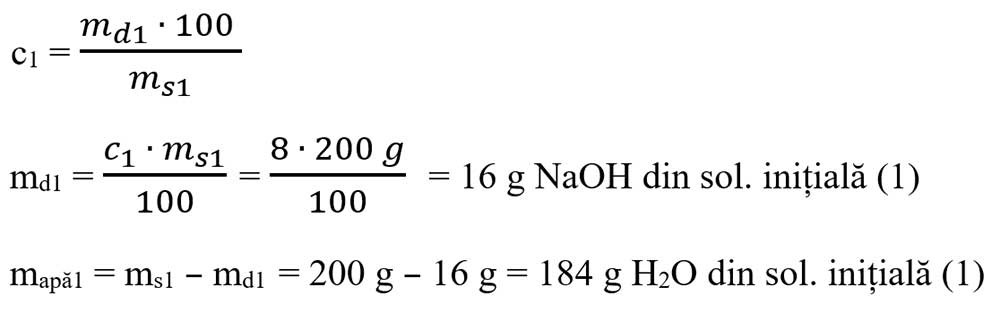 c1 = md1 · 100 / ms1
md1 = c1 · ms1 / 100 = 8 · 200 g / 100 = 16 g NaOH din sol. inițială (1)
mapă1 = ms1 – md1 = 200 g – 16 g = 184 g H2O din sol. inițială (1)